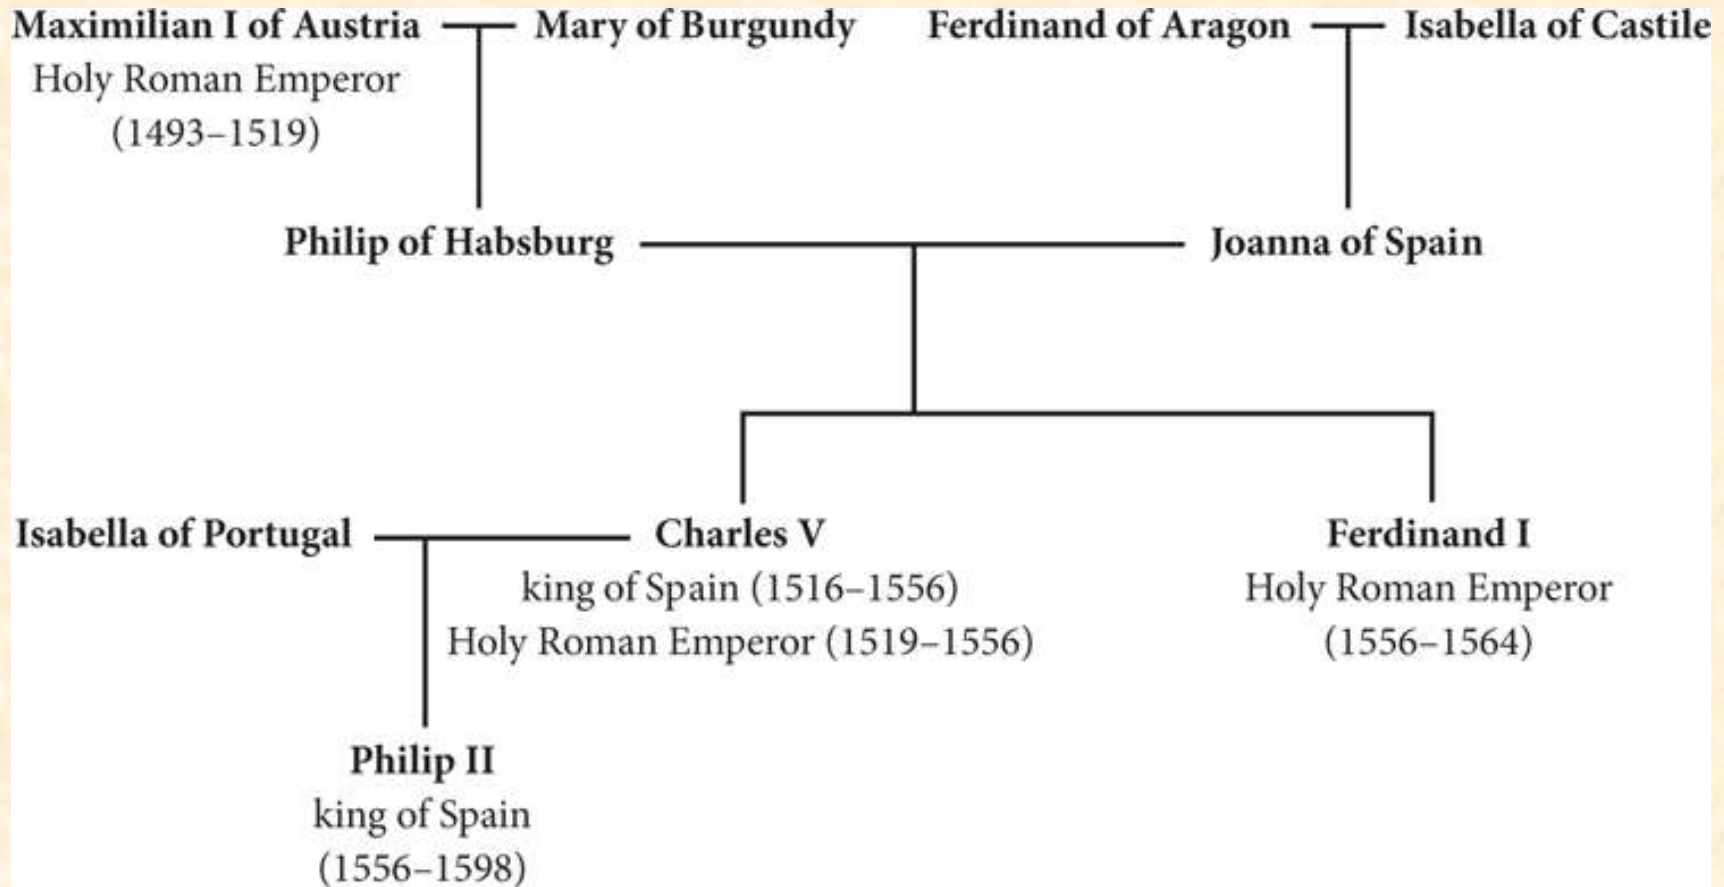 Maximilian I of Austria
Holy Roman Emperor
(1493–1519)
Mary of Burgundy
Ferdinand of Aragon
Isabella of Castile
Philip of Habsburg
Joanna of Spain
Isabella of Portugal
Charles V
king of Spain (1516–1556)
Holy Roman Emperor (1519–1556)
Ferdinand I
Holy Roman Emperor
(1556–1564)
Philip II
king of Spain
(1556–1598)